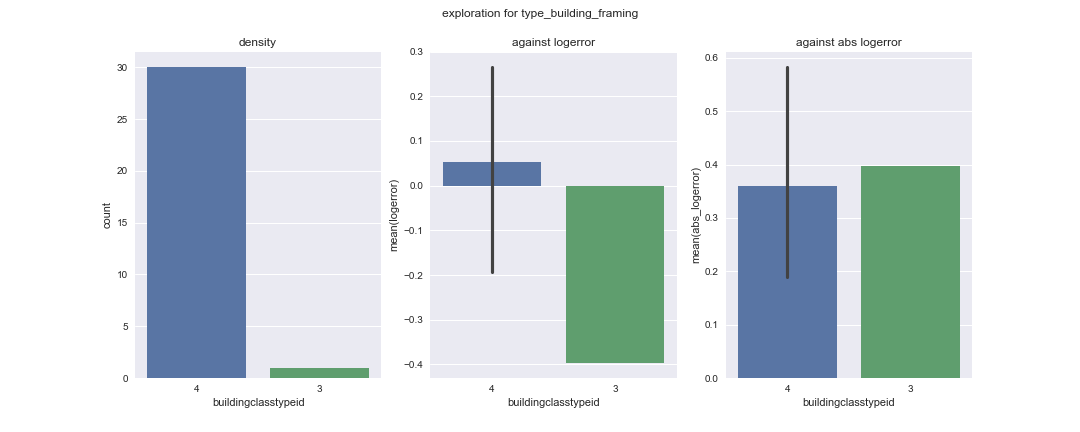 exploration for type_building_framing
density
30
25
20
15
10
5
0
count
4
3
buildingclasstypeid
against logerror
0.3
0.2
0.1
0.0
−0.1
−0.2
−0.3
−0.4
mean(logerror)
4
3
buildingclasstypeid
against abs logerror
0.6
0.5
0.4
0.3
0.2
0.1
0.0
mean(abs_logerror)
4
3
buildingclasstypeid